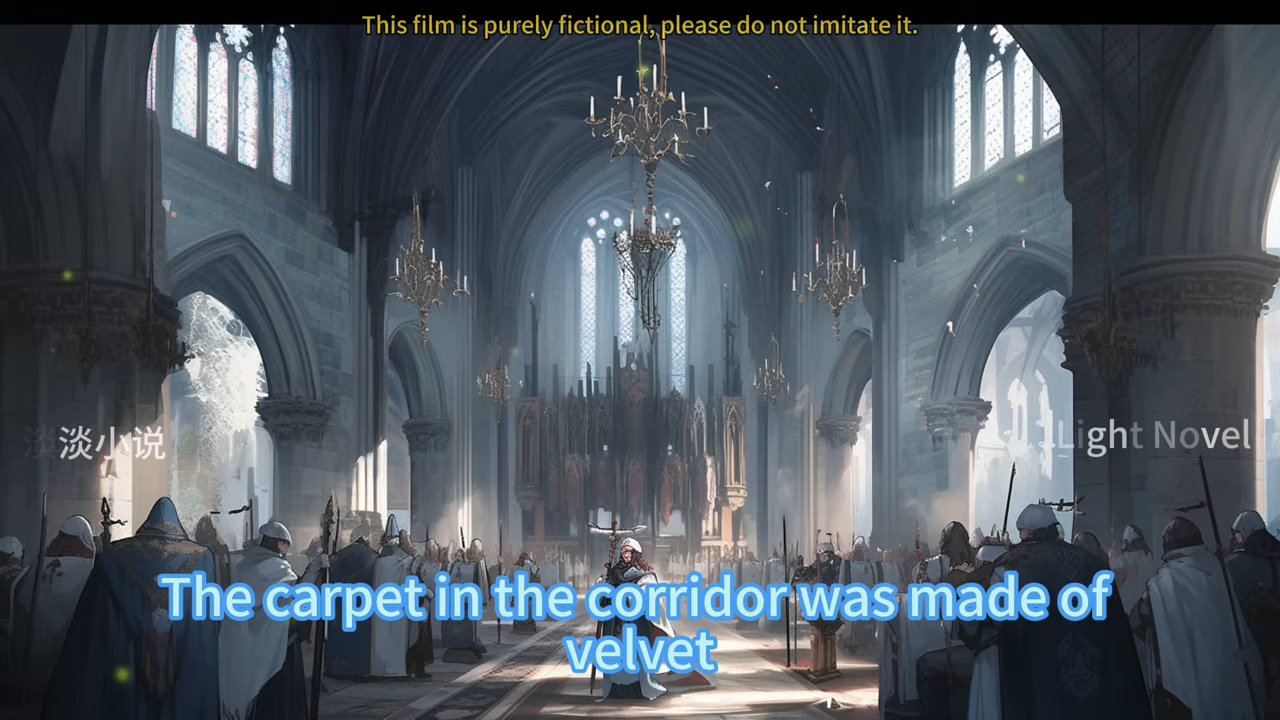 This film is purely fictional, please do not imitate it.
淡淡小说
Light Novel
The carpet in the corridor was made of
velvet